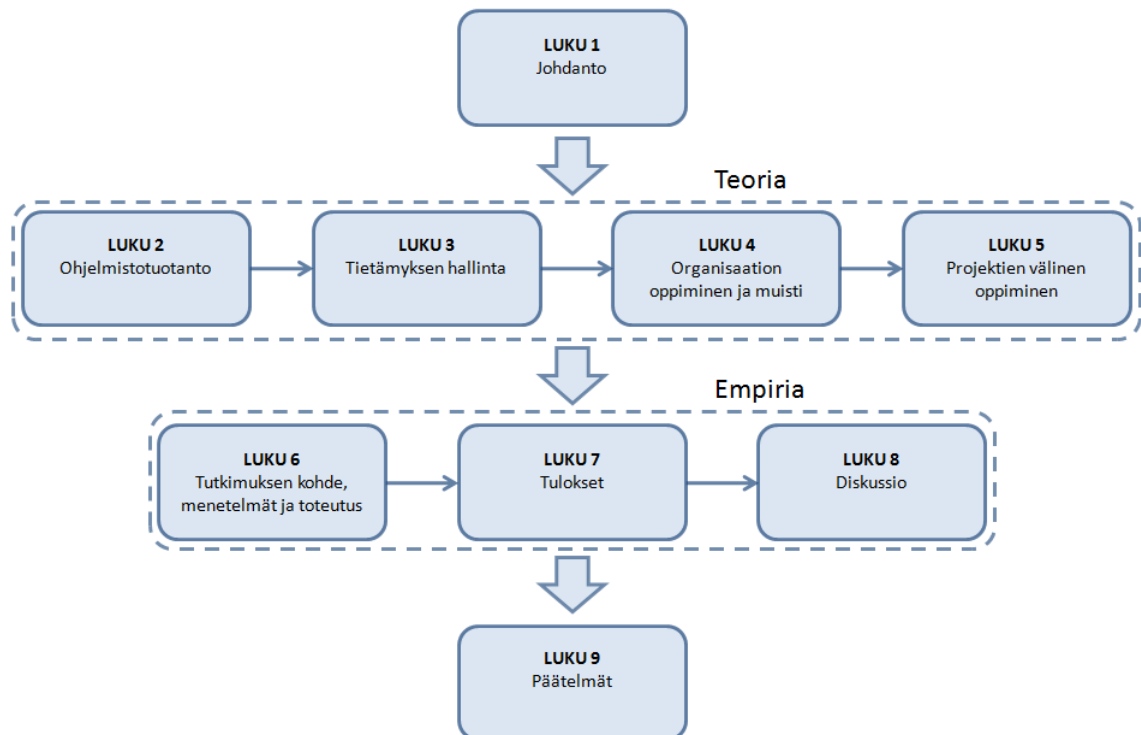 LUKU 1
Johdanto
Teoria
LUKU 2
Ohjelmistotuotanto
LUKU 3
Tietämyksen hallinta
LUKU 4
Organisaation
oppiminen ja muisti
LUKU 5
Projektien välinen
oppiminen
Empiria
LUKU 6
Tutkimuksen kohde,
menetelmät ja toteutus
LUKU 7
Tulokset
LUKU 8
Diskussio
LUKU 9
Päätelmät